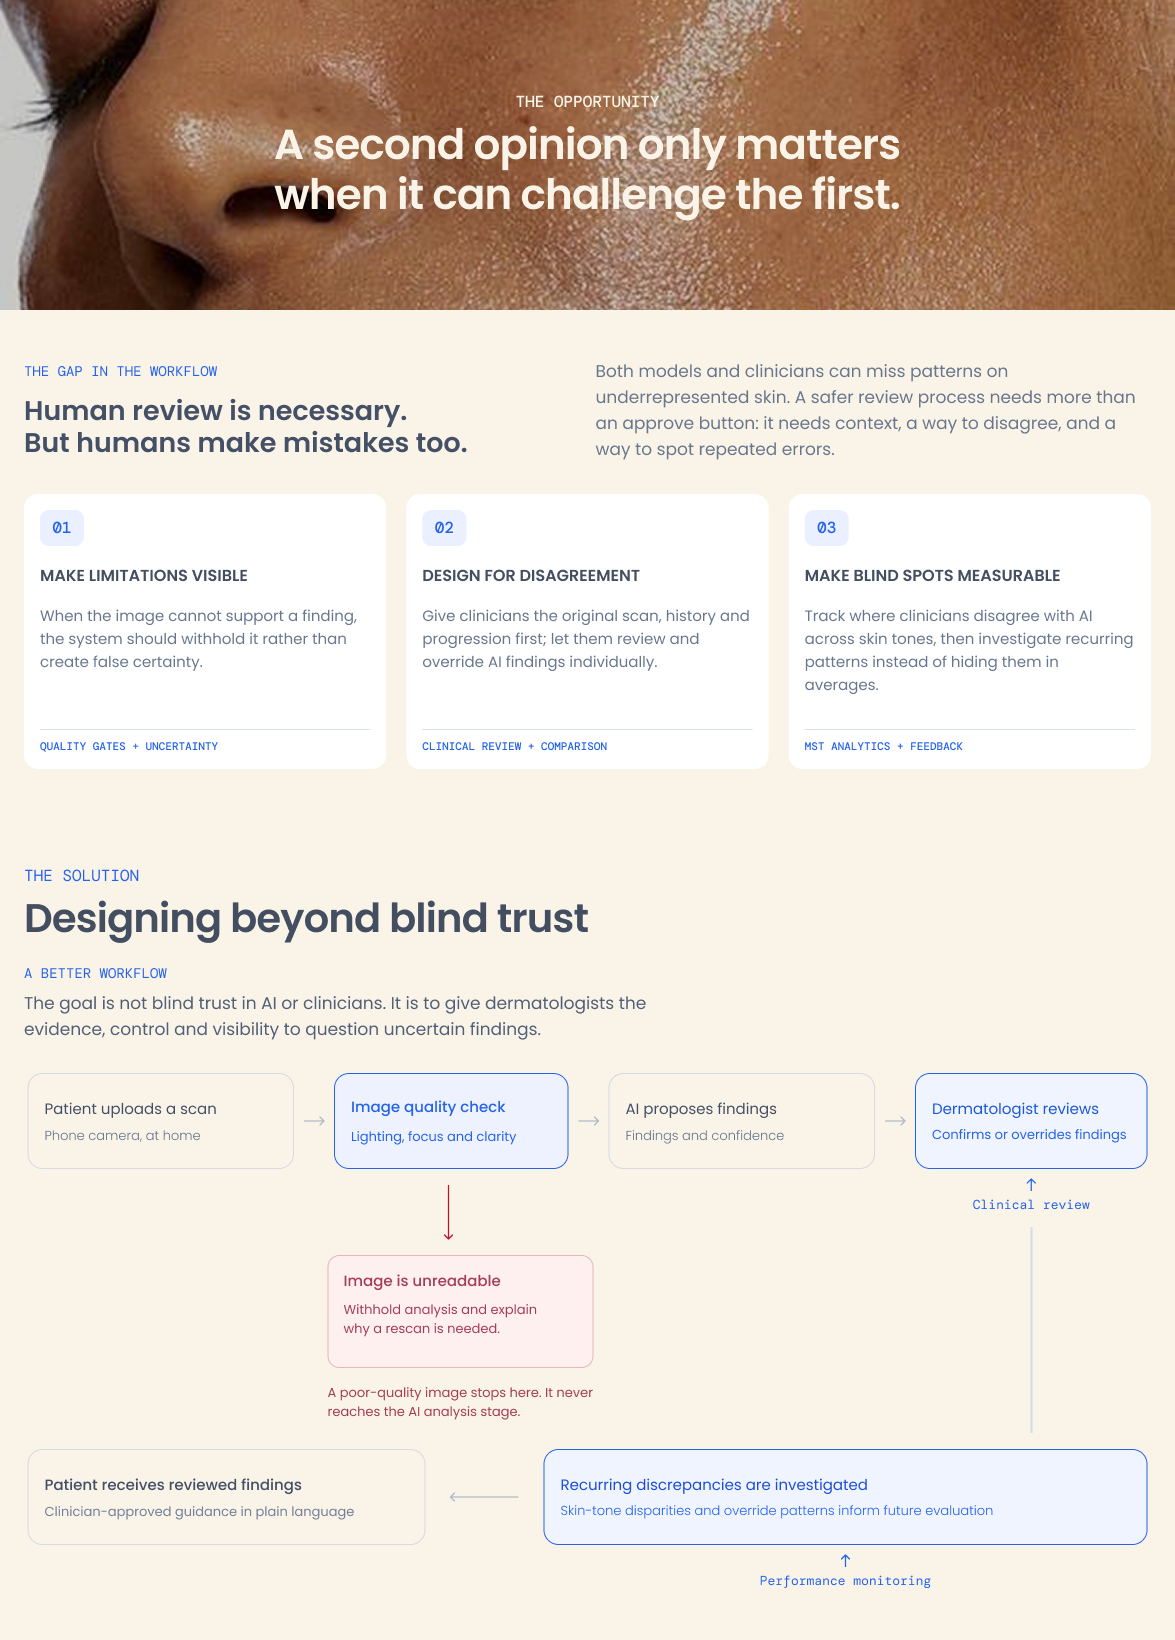 THE OPPORTUNITY
A second opinion only matters
when it can challenge the first.
THE GAP IN THE WORKFLOW
Human review is necessary.
But humans make mistakes too.
Both models and clinicians can miss patterns on
underrepresented skin. A safer review process needs more than
an approve button: it needs context, a way to disagree, and a
way to spot repeated errors.
01
MAKE LIMITATIONS VISIBLE
When the image cannot support a finding,
the system should withhold it rather than
create false certainty.
QUALITY GATES + UNCERTAINTY
02
DESIGN FOR DISAGREEMENT
Give clinicians the original scan, history and
progression first; let them review and
override AI findings individually.
CLINICAL REVIEW + COMPARISON
03
MAKE BLIND SPOTS MEASURABLE
Track where clinicians disagree with AI
across skin tones, then investigate recurring
patterns instead of hiding them in
averages.
MST ANALYTICS + FEEDBACK
THE SOLUTION
Designing beyond blind trust
A BETTER WORKFLOW
The goal is not blind trust in AI or clinicians. It is to give dermatologists the
evidence, control and visibility to question uncertain findings.
Patient uploads a scan
Phone camera, at home
Image quality check
Lighting, focus and clarity
AI proposes findings
Findings and confidence
Dermatologist reviews
Confirms or overrides findings
Clinical review
Image is unreadable
Withhold analysis and explain
why a rescan is needed.
A poor-quality image stops here. It never
reaches the AI analysis stage.
Patient receives reviewed findings
Clinician-approved guidance in plain language
Recurring discrepancies are investigated
Skin-tone disparities and override patterns inform future evaluation
Performance monitoring